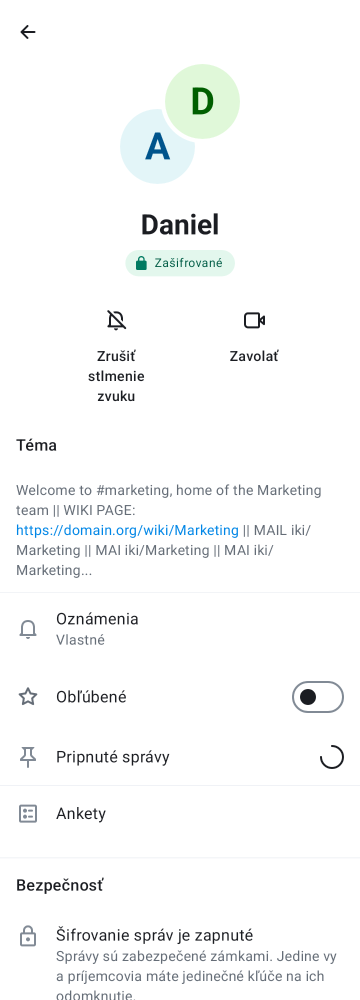 D
A
Daniel
Zašifrované
Zrušiť
stlmenie
zvuku
Zavolať
Téma
Welcome to #marketing, home of the Marketing
team || WIKI PAGE:
https://domain.org/wiki/Marketing || MAIL iki/
Marketing || MAI iki/Marketing || MAI iki/
Marketing...
Oznámenia
Vlastné
Obľúbené
Pripnuté správy
Ankety
Bezpečnosť
Šifrovanie správ je zapnuté
Správy sú zabezpečené zámkami. Jedine vy
a príjemcovia máte jedinečné kľúče na ich
odomknutie.